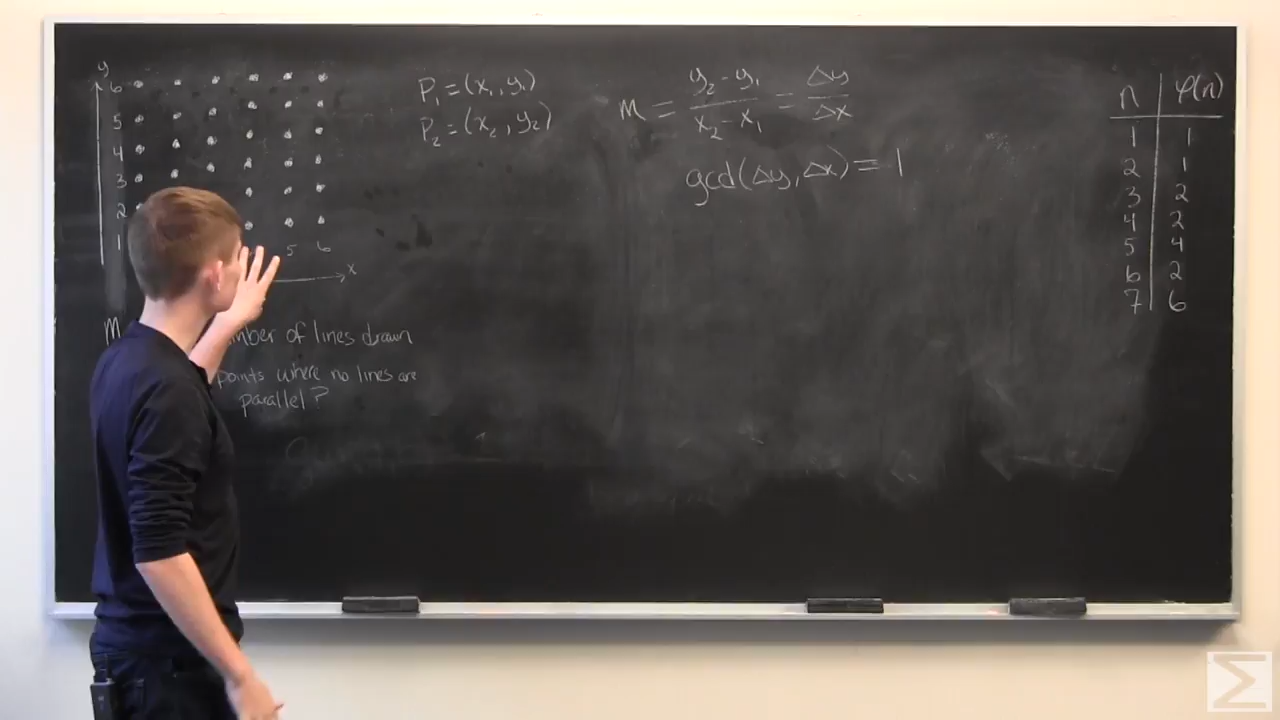 y
6
5
4
3
2
1
5 6
x
M
number of lines drawn
points where no lines are
parallel?
P₁ = (x₁, y₁)
P₂ = (x₂, y₂)
m = y₂ - y₁ / x₂ - x₁ = Δy / Δx
gcd(Δy, Δx) = 1
n φ(n)
1 1
2 1
3 2
4 2
5 4
6 2
7 6
Σ